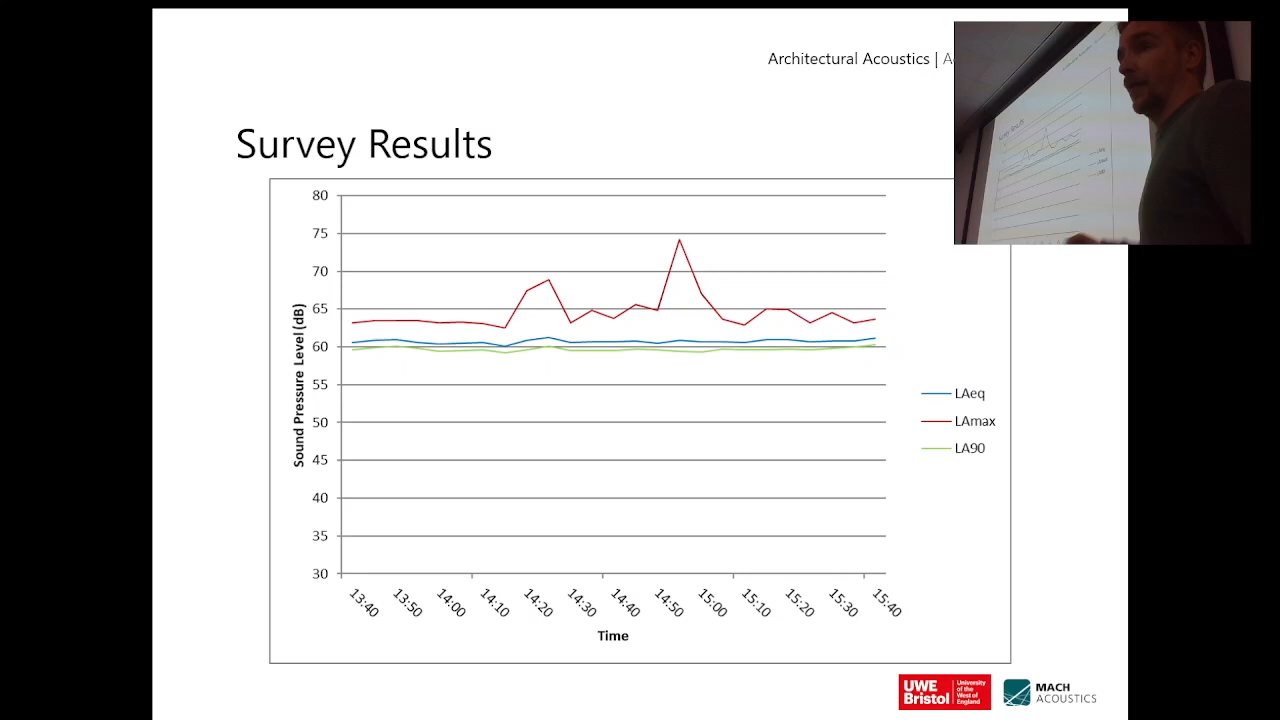 Architectural Acoustics | A
Survey Results
80
75
70
65
60
55
50
45
40
35
30
Sound Pressure Level (dB)
13:40
13:50
14:00
14:10
14:20
14:30
14:40
14:50
15:00
15:10
15:20
15:30
15:40
Time
LAeq
LAmax
LA90
UWE
Bristol
University
of the
West of
England
MACH
ACOUSTICS